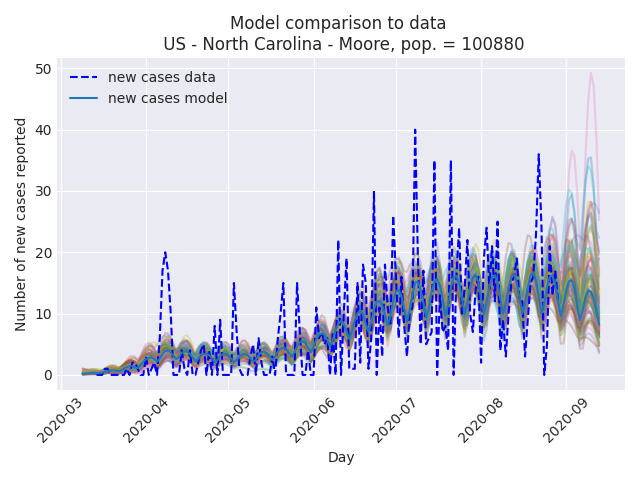 Model comparison to data
US - North Carolina - Moore, pop. = 100880
new cases data
new cases model
Number of new cases reported
50
40
30
20
10
0
2020-03
2020-04
2020-05
2020-06
2020-07
2020-08
2020-09
Day